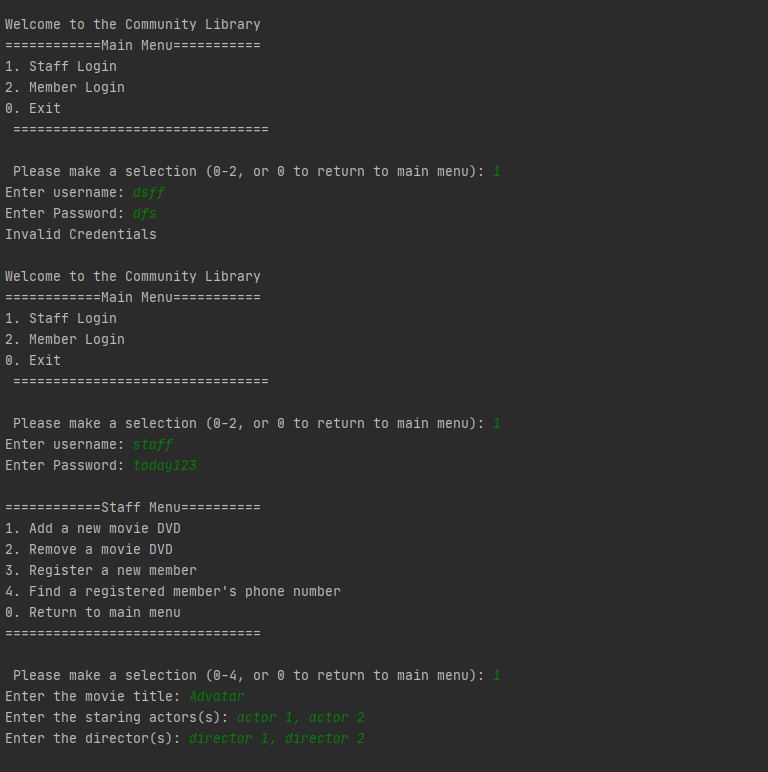 Welcome to the Community Library
============Main Menu===========
1. Staff Login
2. Member Login
0. Exit
 ================================
 Please make a selection (0-2, or 0 to return to main menu): 1
Enter username: dsff
Enter Password: dfs
Invalid Credentials
Welcome to the Community Library
============Main Menu===========
1. Staff Login
2. Member Login
0. Exit
 ================================
 Please make a selection (0-2, or 0 to return to main menu): 1
Enter username: staff
Enter Password: today123
============Staff Menu==========
1. Add a new movie DVD
2. Remove a movie DVD
3. Register a new member
4. Find a registered member's phone number
0. Return to main menu
================================
 Please make a selection (0-4, or 0 to return to main menu): 1
Enter the movie title: Advatar
Enter the staring actors(s): actor 1, actor 2
Enter the director(s): director 1, director 2